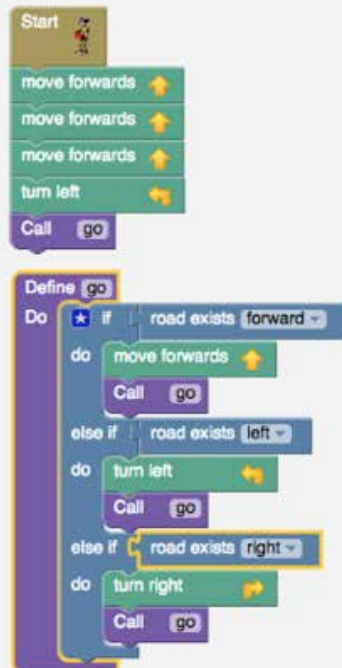 Start
move forwards
move forwards
move forwards
turn left
Call go
Define go
Do if road exists forward
do move forwards
Call go
else if road exists left
do turn left
Call go
else if road exists right
do turn right
Call go